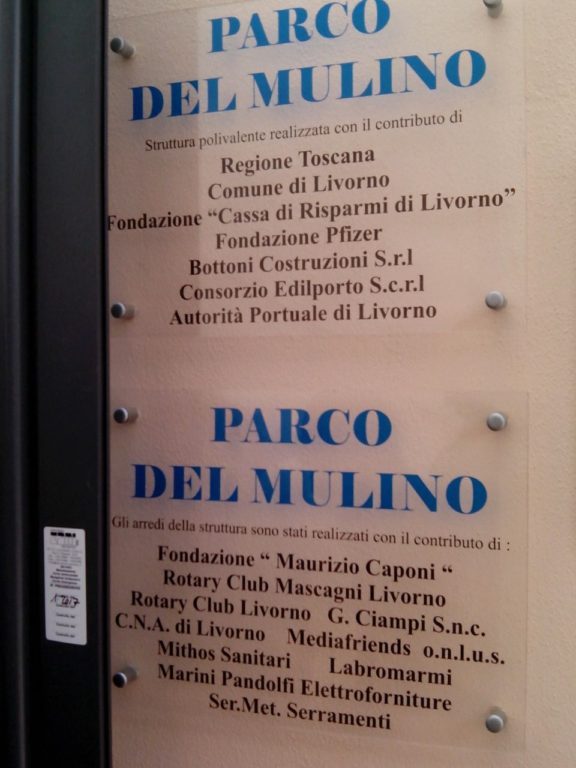 PARCO
DEL MULINO
Struttura polivalente realizzata con il contributo di
Regione Toscana
Comune di Livorno
Fondazione “Cassa di Risparmi di Livorno”
Fondazione Pfizer
Bottoni Costruzioni S.r.l
Consorzio Edilporto S.c.r.l
Autorità Portuale di Livorno
PARCO
DEL MULINO
Gli arredi della struttura sono stati realizzati con il contributo di :
Fondazione “ Maurizio Caponi “
Rotary Club Mascagni Livorno
Rotary Club Livorno G. Ciampi S.n.c.
C.N.A. di Livorno Mediafriends o.n.l.u.s.
Mithos Sanitari Labromarmi
Marini Pandolfi Elettroforniture
Ser.Met. Serramenti